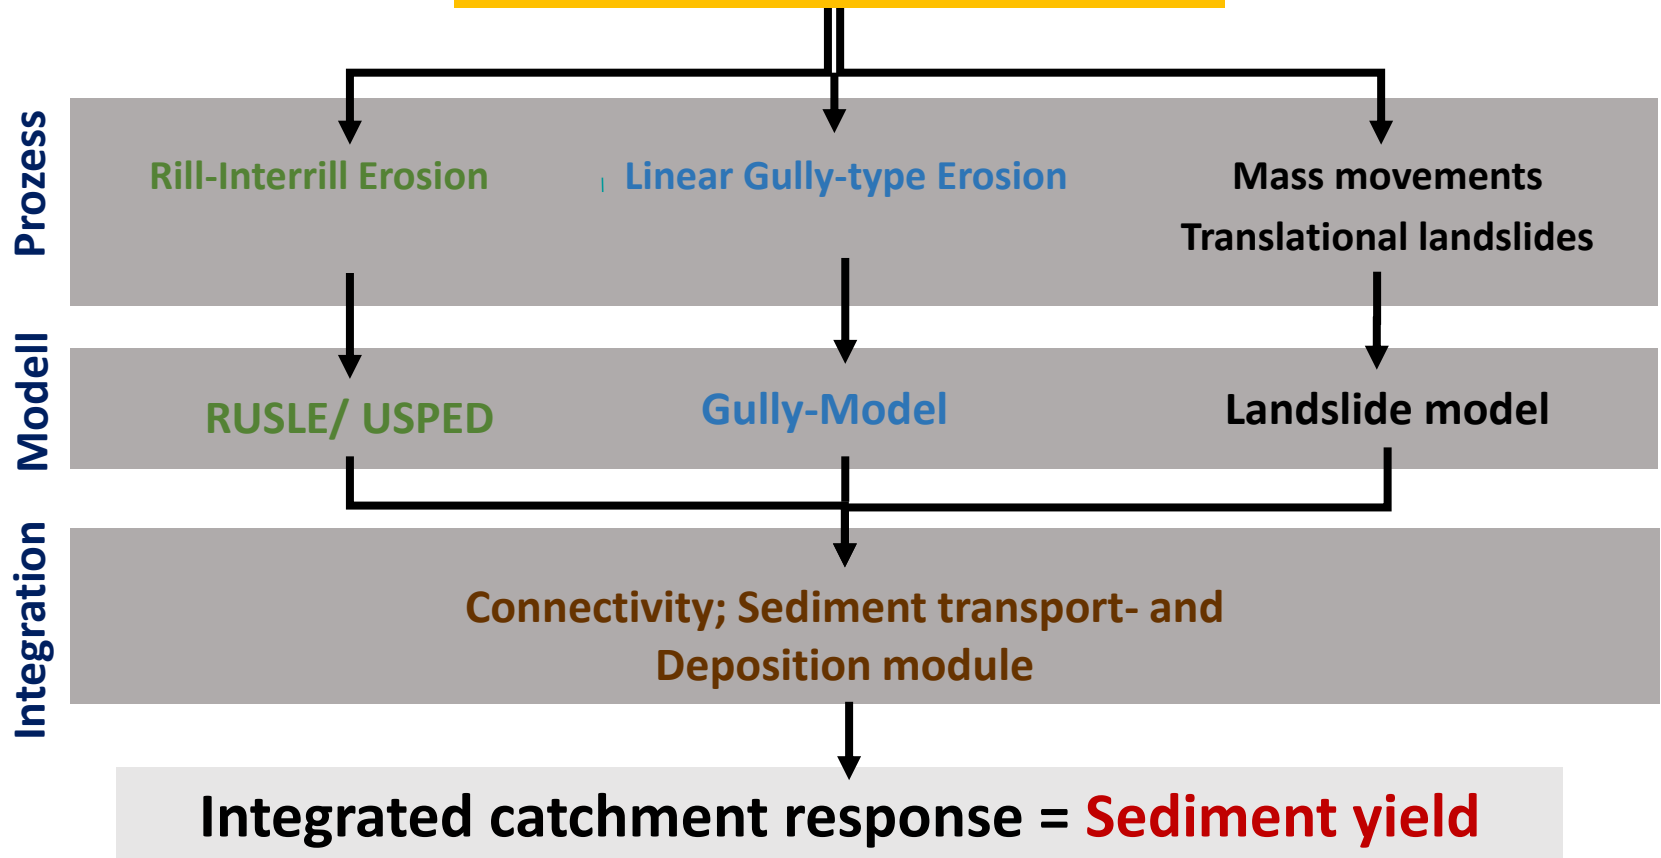 Prozess
Rill-Interrill Erosion
Linear Gully-type Erosion
Mass movements
Translational landslides
Modell
RUSLE/ USPED
Gully-Model
Landslide model
Integration
Connectivity; Sediment transport- and
Deposition module
Integrated catchment response = Sediment yield